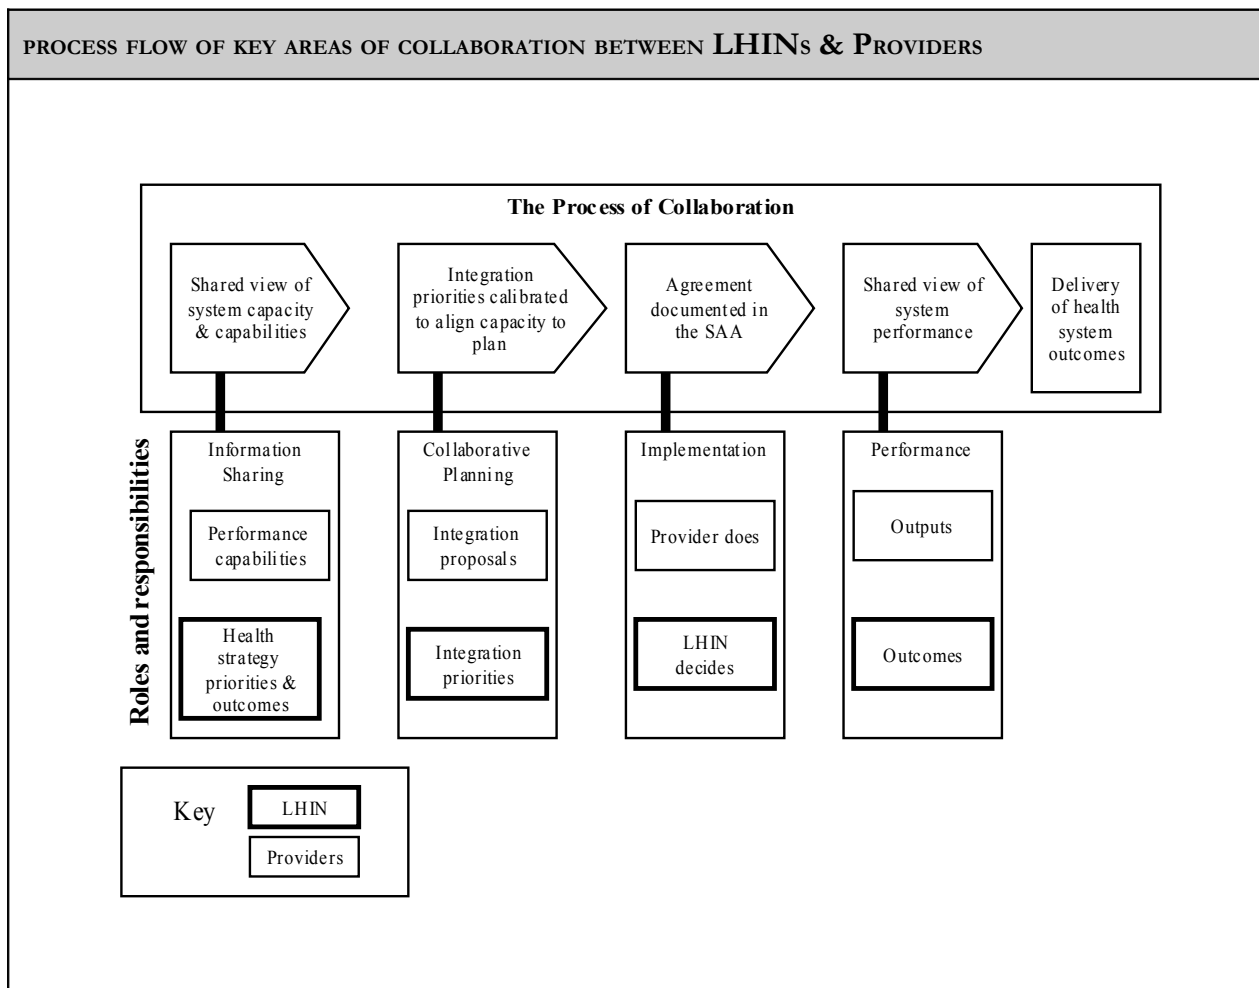 PROCESS FLOW OF KEY AREAS OF COLLABORATION BETWEEN LHINS & PROVIDERS
The Process of Collaboration
Shared view of
system capacity
& capabilities
Integration
priorities calibrated
to align capacity to
plan
Agreement
documented in
the SAA
Shared view of
system
performance
Delivery
of health
system
outcomes
Roles and responsibilities
Information
Sharing
Performance
capabilities
Health
strategy
priorities &
outcomes
Collaborative
Planning
Integration
proposals
Integration
priorities
Implementation
Provider does
LHIN
decides
Performance
Outputs
Outcomes
Key
LHIN
Providers